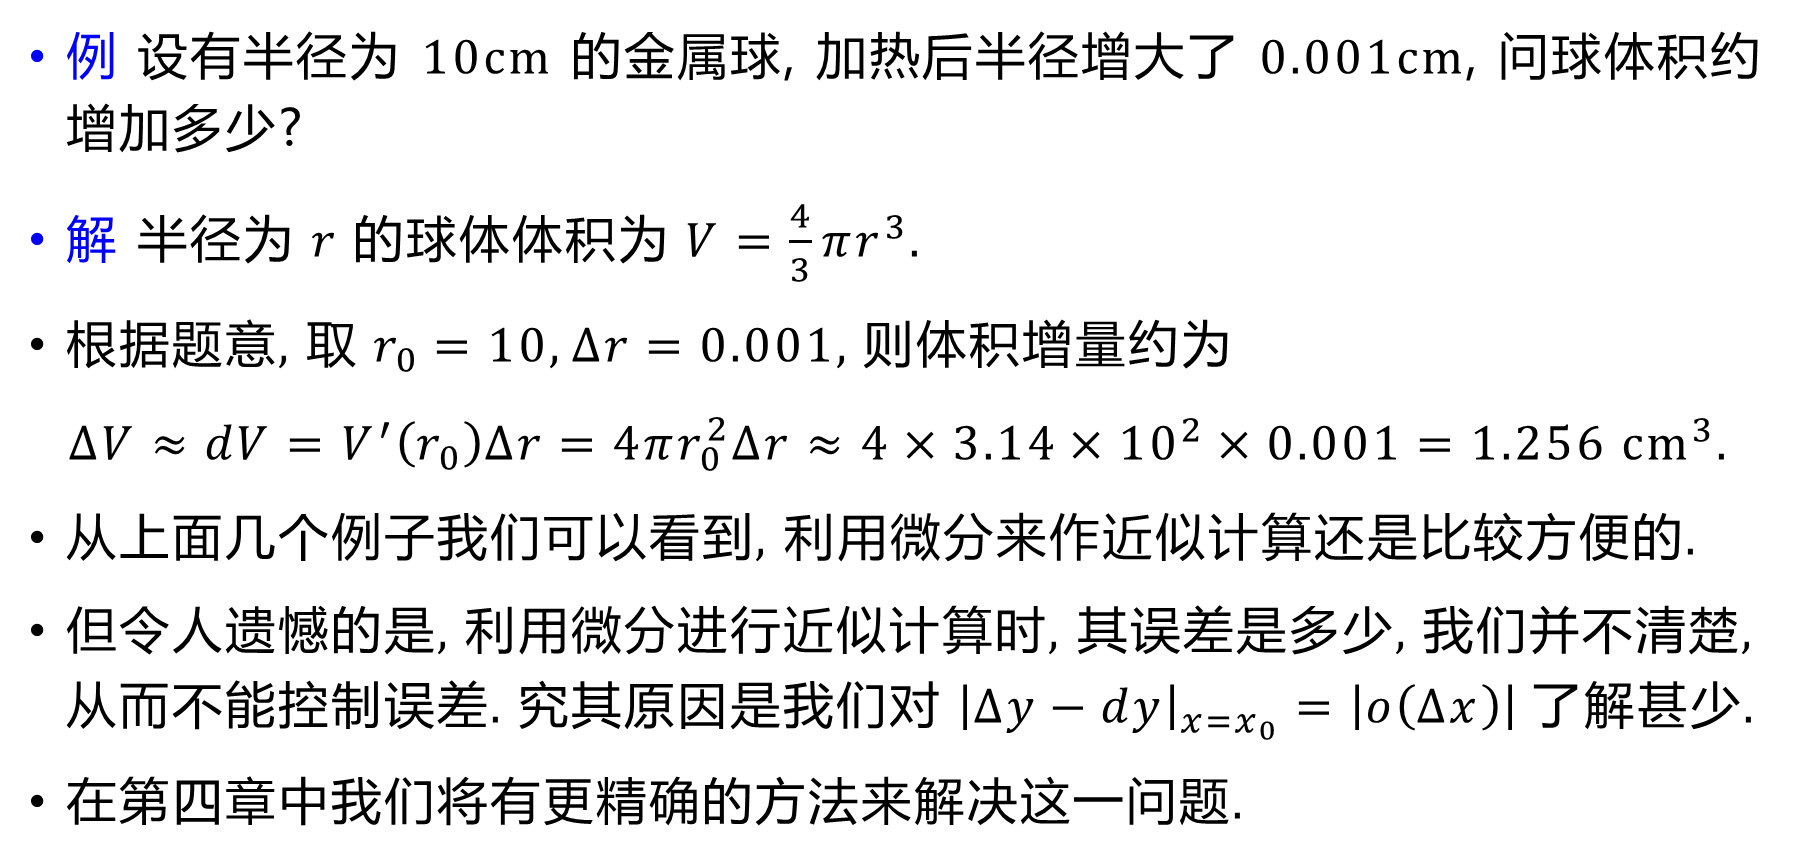 • 例 设有半径为 10cm 的金属球, 加热后半径增大了 0.001cm, 问球体积约
增加多少?
• 解 半径为 r 的球体体积为 V = \frac{4}{3}πr³.
• 根据题意, 取 r₀ = 10, Δr = 0.001, 则体积增量约为
ΔV ≈ dV = V′(r₀)Δr = 4πr₀²Δr ≈ 4 × 3.14 × 10² × 0.001 = 1.256 cm³.
• 从上面几个例子我们可以看到, 利用微分来作近似计算还是比较方便的.
• 但令人遗憾的是, 利用微分进行近似计算时, 其误差是多少, 我们并不清楚,
从而不能控制误差. 究其原因是我们对 |Δy − dy|_{x=x₀} = |o(Δx)| 了解甚少.
• 在第四章中我们将有更精确的方法来解决这一问题.